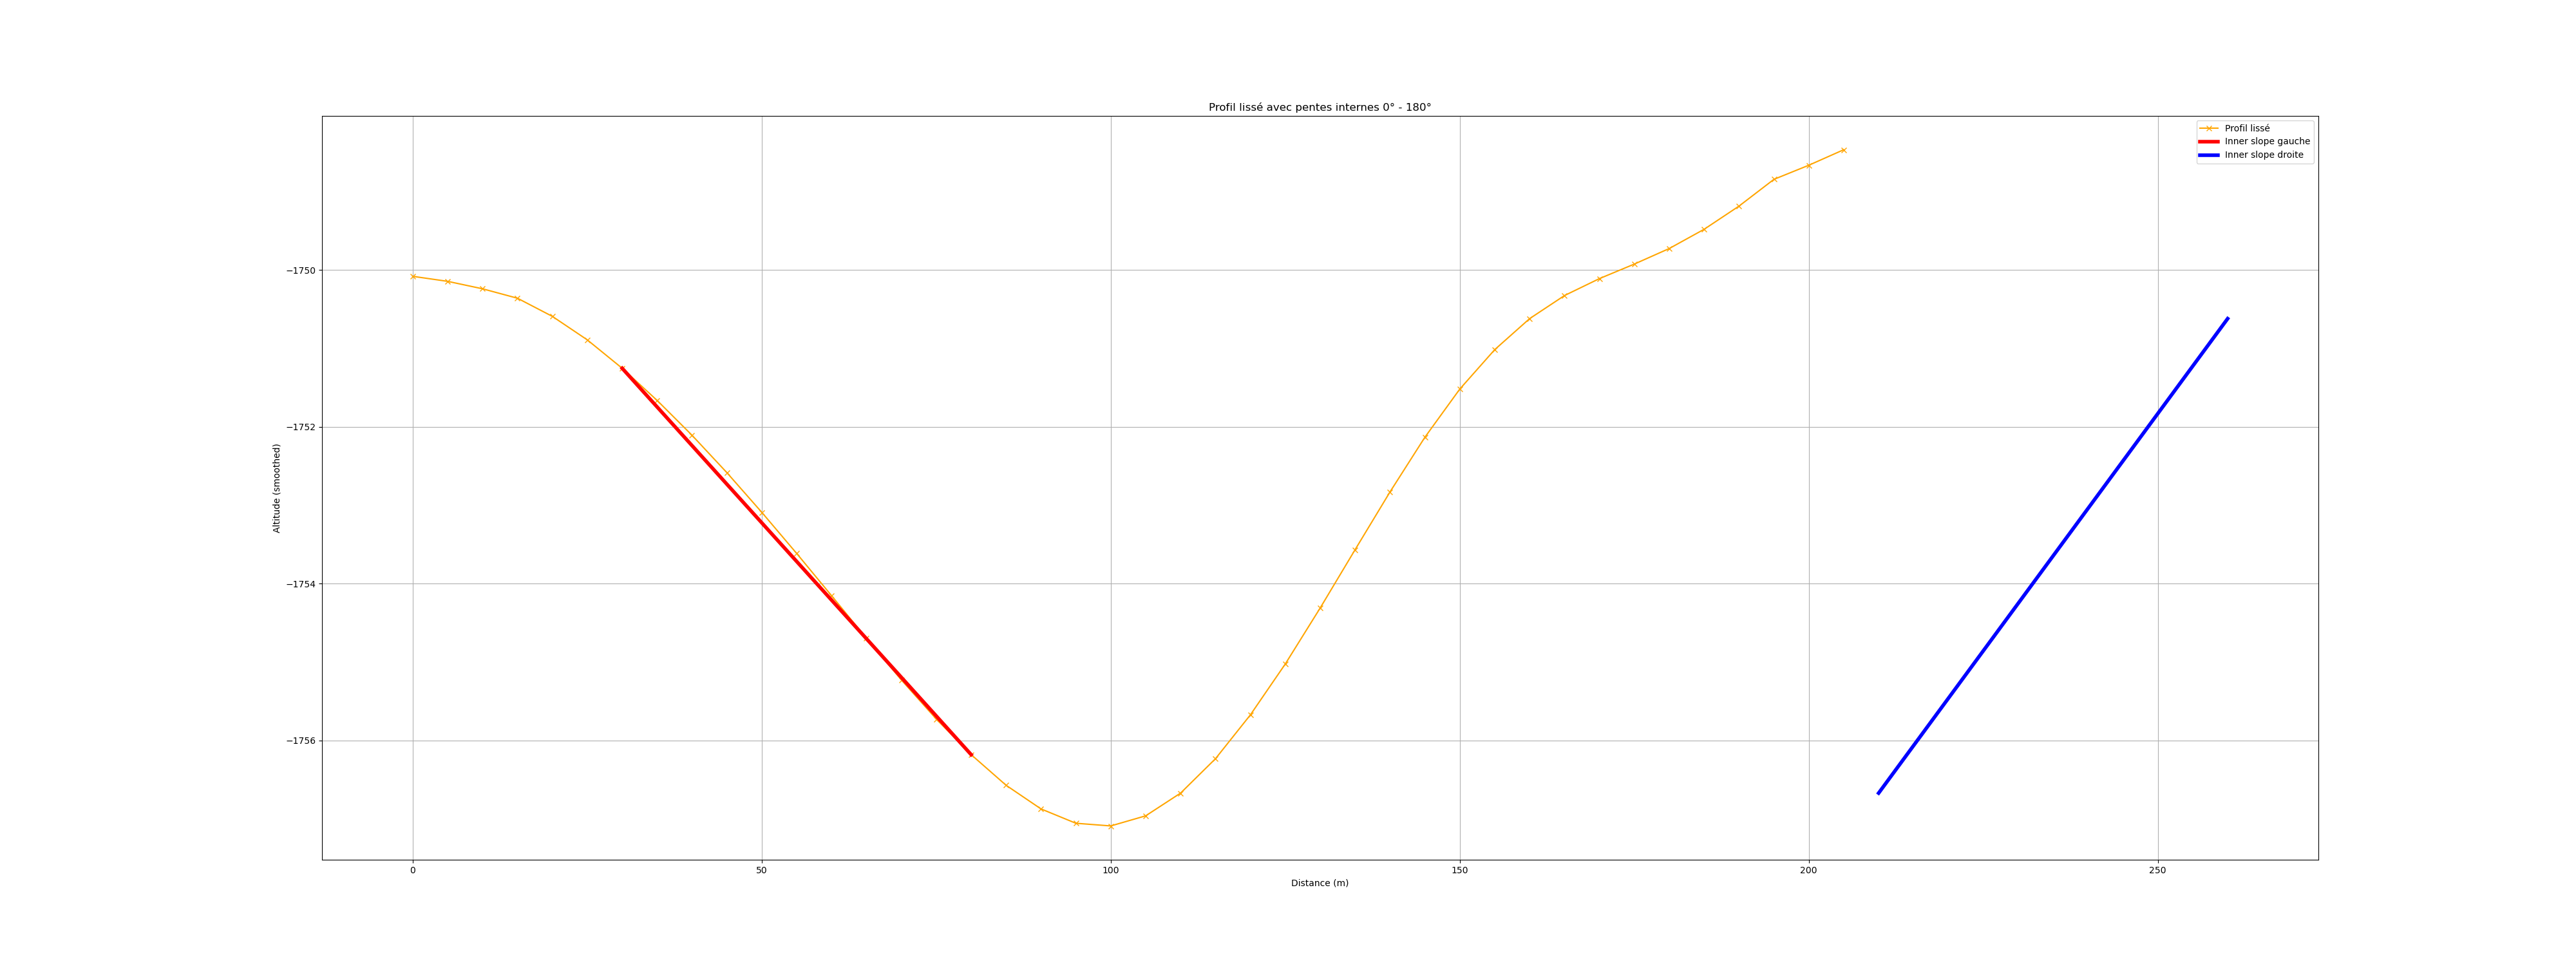 Profil lissé avec pentes internes 0° - 180°
Profil lissé
Inner slope gauche
Inner slope droite
−1750
−1752
−1754
−1756
Altitude (smoothed)
0
50
100
150
200
250
Distance (m)